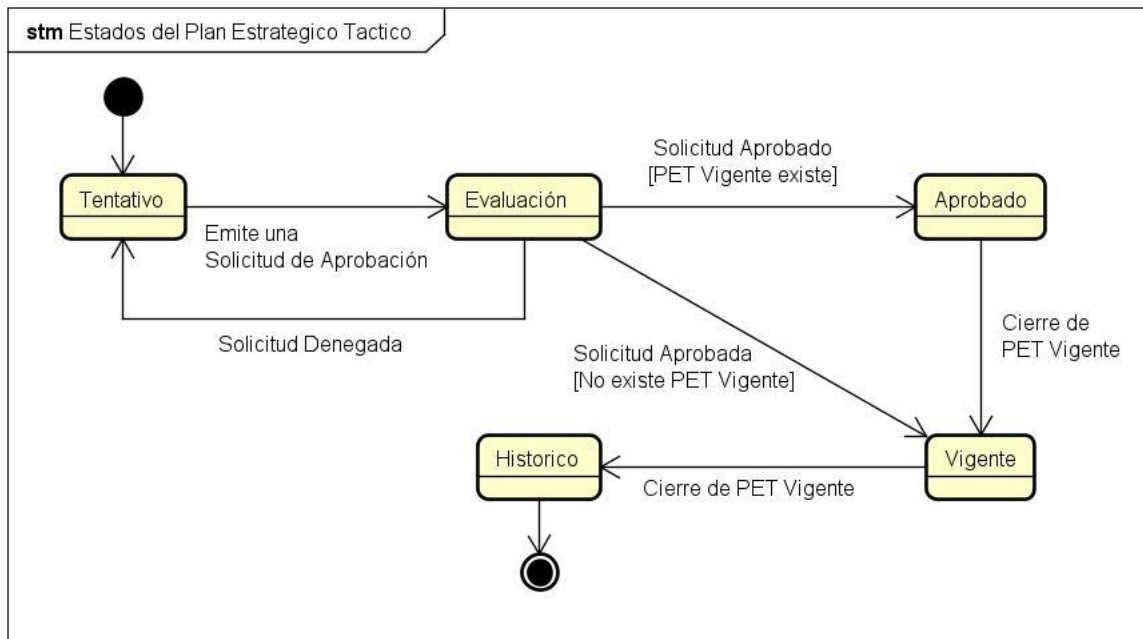 stm Estados del Plan Estrategico Tactico
Solicitud Aprobado
[PET Vigente existe]
Tentativo
Evaluación
Aprobado
Emite una
Solicitud de Aprobación
Solicitud Denegada
Solicitud Aprobada
[No existe PET Vigente]
Cierre de
PET Vigente
Historico
Vigente
Cierre de PET Vigente